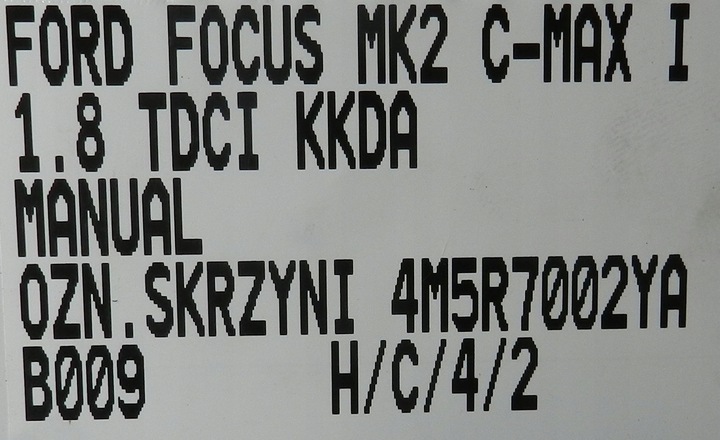 FORD FOCUS MK2 C-MAX I
1.8 TDCI KKDA
MANUAL
OZN.SKRZYNI 4M5R7002YA
B009 H/C/4/2